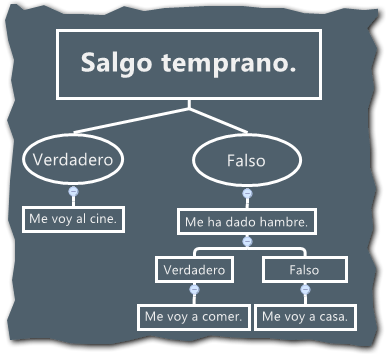 Salgo temprano.
Verdadero
Falso
Me voy al cine.
Me ha dado hambre.
Verdadero
Falso
Me voy a comer.
Me voy a casa.